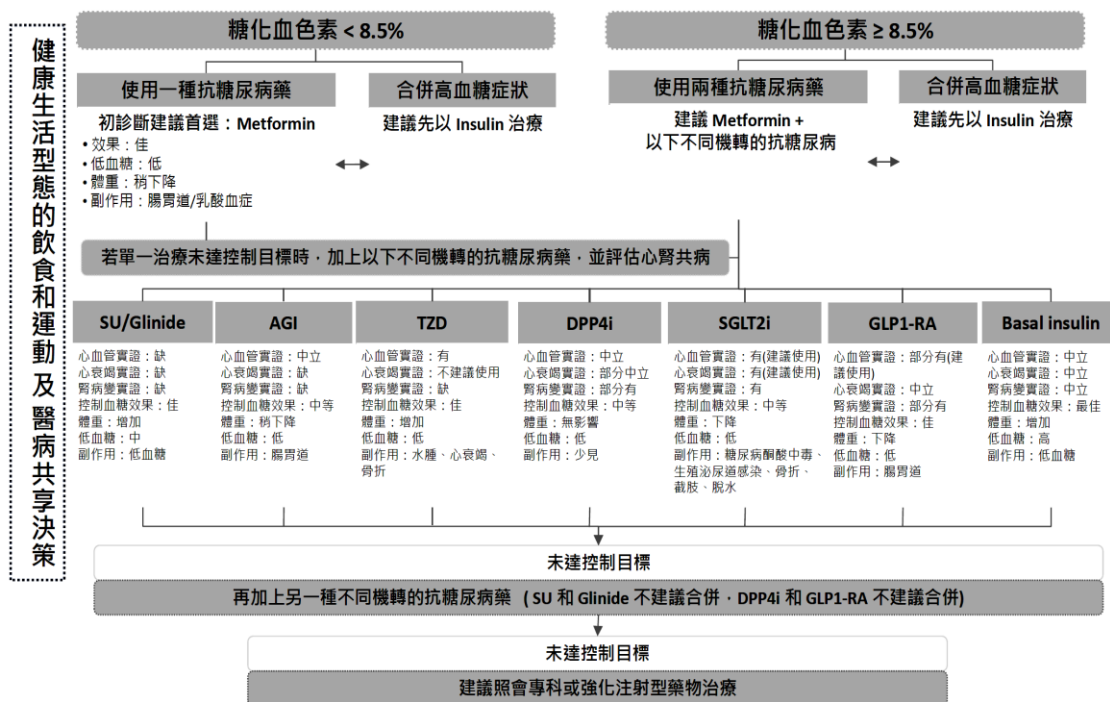 健康生活型態的飲食和運動及醫病共享決策
糖化血色素 < 8.5%
糖化血色素 ≥ 8.5%
使用一種抗糖尿病藥
合併高血糖症狀
使用兩種抗糖尿病藥
合併高血糖症狀
初診斷建議首選：Metformin
• 效果：佳
• 低血糖：低
• 體重：稍下降
• 副作用：腸胃道/乳酸血症
建議先以 Insulin 治療
建議 Metformin +
以下不同機轉的抗糖尿病
建議先以 Insulin 治療
若單一治療未達控制目標時，加上以下不同機轉的抗糖尿病藥，並評估心腎共病
SU/Glinide
心血管實證：缺
心衰竭實證：缺
腎病變實證：缺
控制血糖效果：佳
體重：增加
低血糖：中
副作用：低血糖
AGI
心血管實證：中立
心衰竭實證：缺
腎病變實證：缺
控制血糖效果：中等
體重：稍下降
低血糖：低
副作用：腸胃道
TZD
心血管實證：有
心衰竭實證：不建議使用
腎病變實證：缺
控制血糖效果：佳
體重：增加
低血糖：低
副作用：水腫、心衰竭、
骨折
DPP4i
心血管實證：中立
心衰竭實證：部分中立
腎病變實證：部分有
控制血糖效果：中等
體重：無影響
低血糖：低
副作用：少見
SGLT2i
心血管實證：有(建議使用)
心衰竭實證：有(建議使用)
腎病變實證：有
控制血糖效果：中等
體重：下降
低血糖：低
副作用：糖尿病酮酸中毒、
生殖泌尿道感染、骨折、
截肢、脫水
GLP1-RA
心血管實證：部分有(建
議使用)
心衰竭實證：中立
腎病變實證：部分有
控制血糖效果：佳
體重：下降
低血糖：低
副作用：腸胃道
Basal insulin
心血管實證：中立
心衰竭實證：中立
腎病變實證：中立
控制血糖效果：最佳
體重：增加
低血糖：高
副作用：低血糖
未達控制目標
再加上另一種不同機轉的抗糖尿病藥 ( SU 和 Glinide 不建議合併，DPP4i 和 GLP1-RA 不建議合併)
未達控制目標
建議照會專科或強化注射型藥物治療